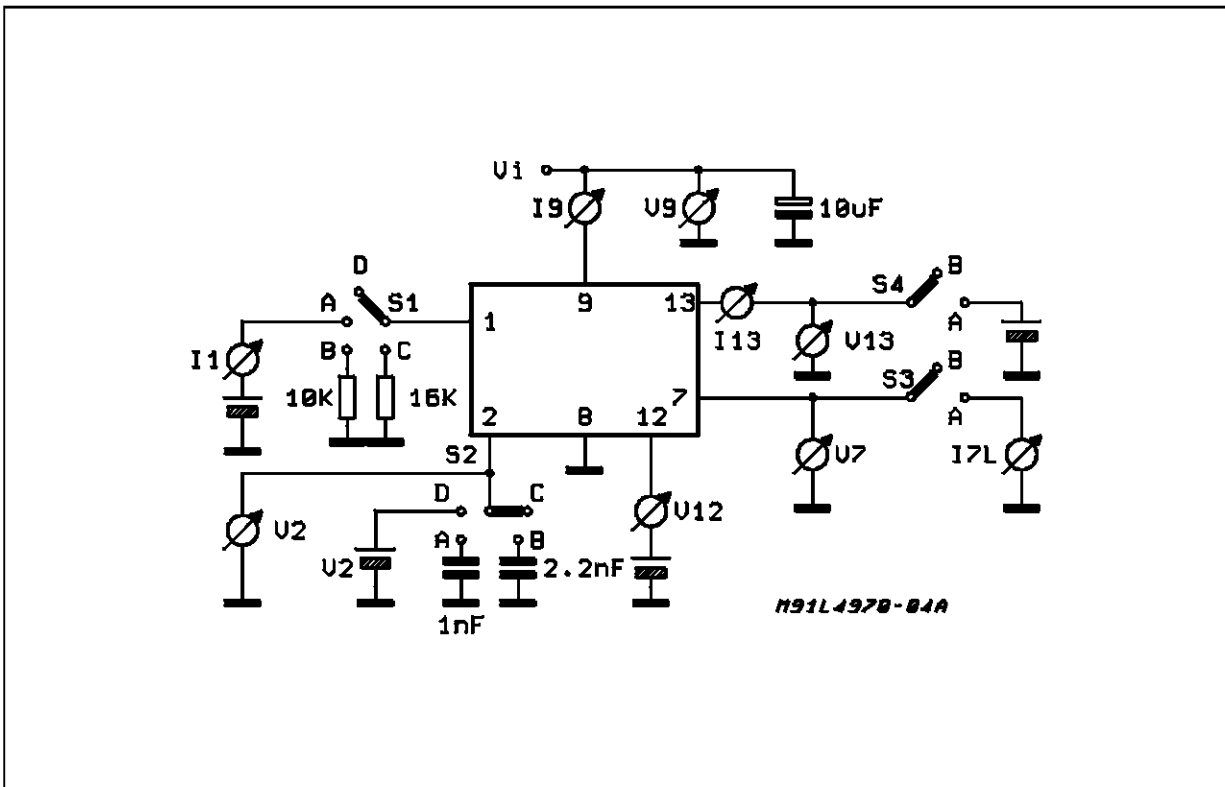 Vi
I9
V9
10uF
D
A
S1
B
C
I1
10K
16K
1
9
13
I13
V13
S4
B
A
7
S3
B
A
V7
I7L
2
8
12
S2
V2
D
C
A
B
V2
1nF
2.2nF
V12
M91L4970-04A